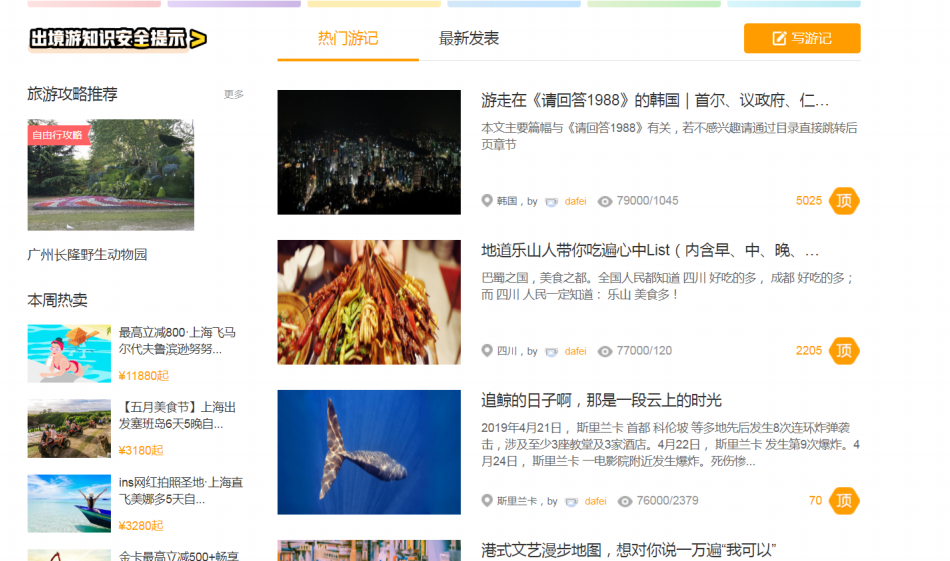 出境游知识安全提示
热门游记
最新发表
写游记
旅游攻略推荐
更多
自由行攻略
广州长隆野生动物园
本周热卖
最高立减800·上海飞马
尔代夫鲁滨逊努努...
¥11880起
【五月美食节】上海出
发塞班岛6天5晚自...
¥3180起
ins网红拍照圣地·上海直
飞美娜多5天自...
¥3280起
金卡最高立减500+畅享
游走在《请回答1988》的韩国｜首尔、议政府、仁…
本文主要篇幅与《请回答1988》有关，若不感兴趣请通过目录直接跳转后
页章节
韩国，by dafei 79000/1045
5025 顶
地道乐山人带你吃遍心中List（内含早、中、晚、…
巴蜀之国，美食之都。全国人民都知道 四川 好吃的多， 成都 好吃的多；
而 四川 人民一定知道： 乐山 美食多！
四川，by dafei 77000/120
2205 顶
追鲸的日子啊，那是一段云上的时光
2019年4月21日， 斯里兰卡 首都 科伦坡 等多地先后发生8次连环炸弹袭
击，涉及至少3座教堂及3家酒店。4月22日， 斯里兰卡 发生第9次爆炸。4
月24日， 斯里兰卡 一电影院附近发生爆炸。死伤惨...
斯里兰卡，by dafei 76000/2379
70 顶
港式文艺漫步地图，想对你说一万遍“我可以”